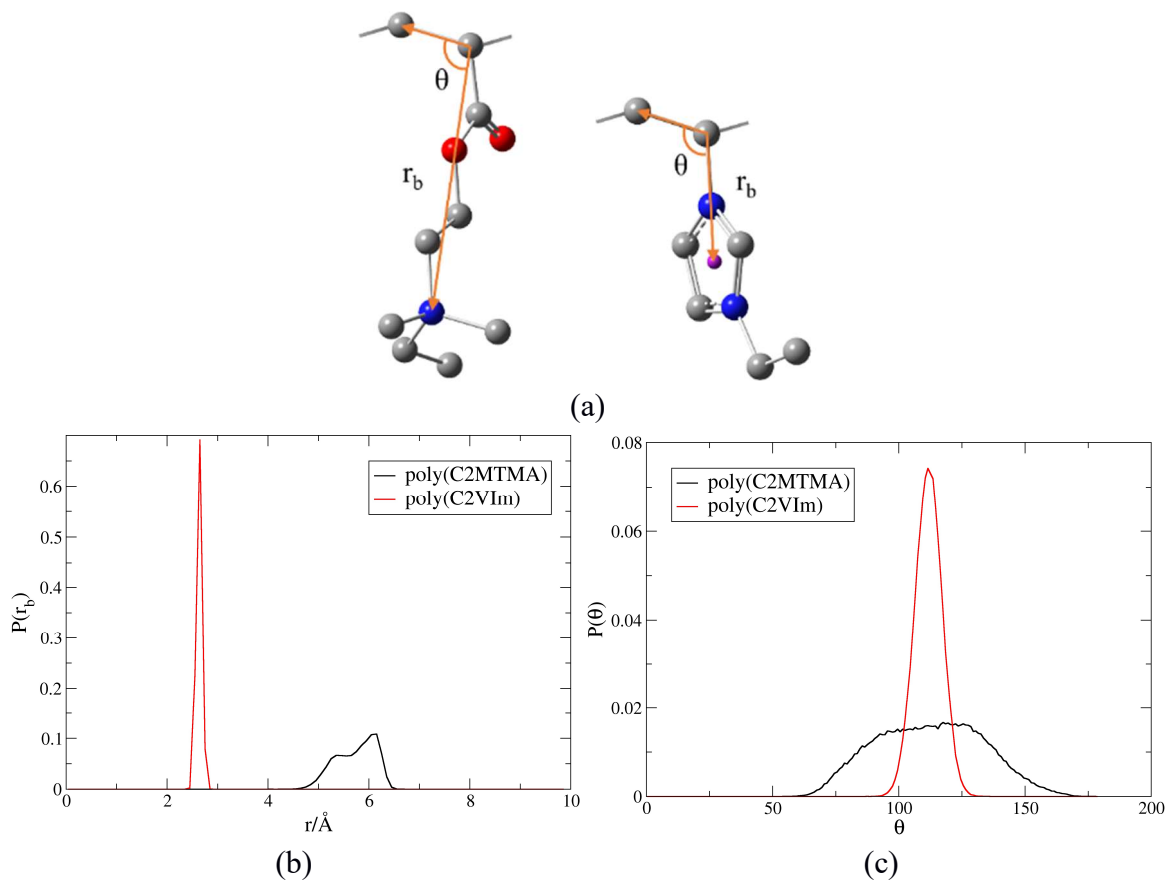 θ
r_b
θ
r_b
(a)
poly(C2MTMA)
poly(C2VIm)
0.6
0.5
0.4
0.3
0.2
0.1
0
P(r_b)
0
2
4
6
8
10
r/Å
(b)
poly(C2MTMA)
poly(C2VIm)
0.08
0.06
0.04
0.02
0
P(θ)
0
50
100
150
200
θ
(c)